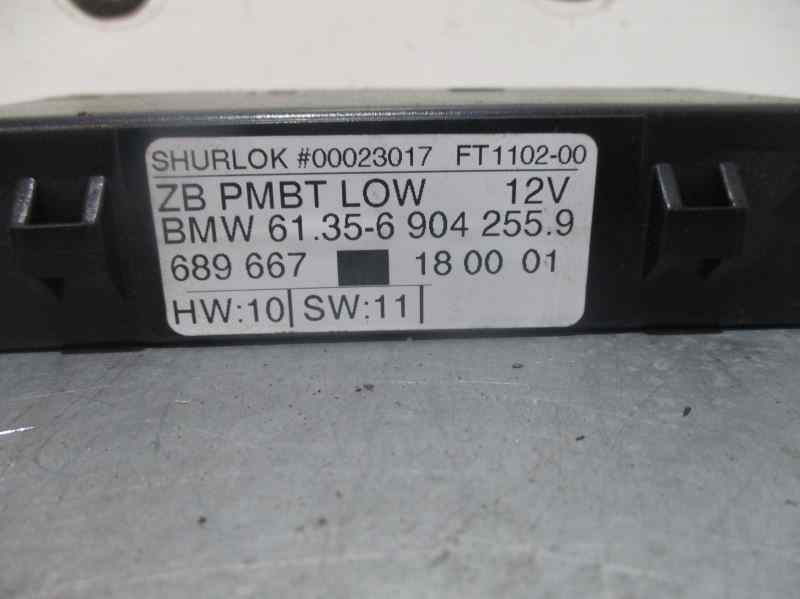 SHURLOK #00023017 FT1102-00
ZB PMBT LOW 12V
BMW 61.35-6 904 255.9
689 667 18 00 01
HW:10 SW:11